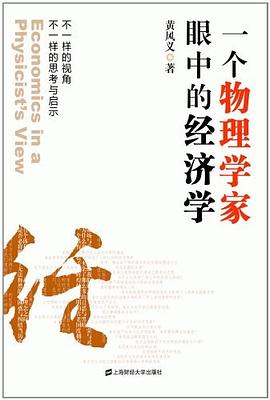 一个物理学家
眼中的经济学
黄凤义 著
不一样的视角
不一样的思考与启示
Economics in a
Physicist's View
经
上海财经大学出版社